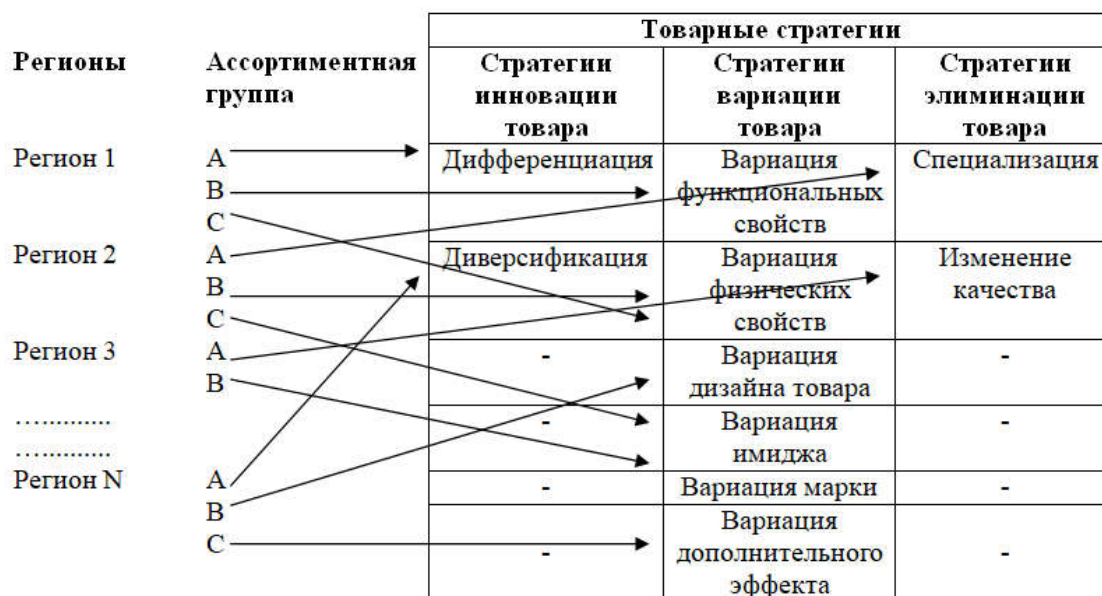 Товарные стратегии
Регионы
Ассортиментная
группа
Стратегии
инновации
товара
Стратегии
вариации
товара
Стратегии
элиминации
товара
Регион 1
A
B
C
Дифференциация
Вариация
функциональных
свойств
Специализация
Регион 2
A
B
C
Диверсификация
Вариация
физических
свойств
Изменение
качества
Регион 3
A
B
-
Вариация
дизайна товара
-
…..........
…..........
-
Вариация
имиджа
-
Регион N
A
B
C
-
Вариация марки
-
-
Вариация
дополнительного
эффекта
-